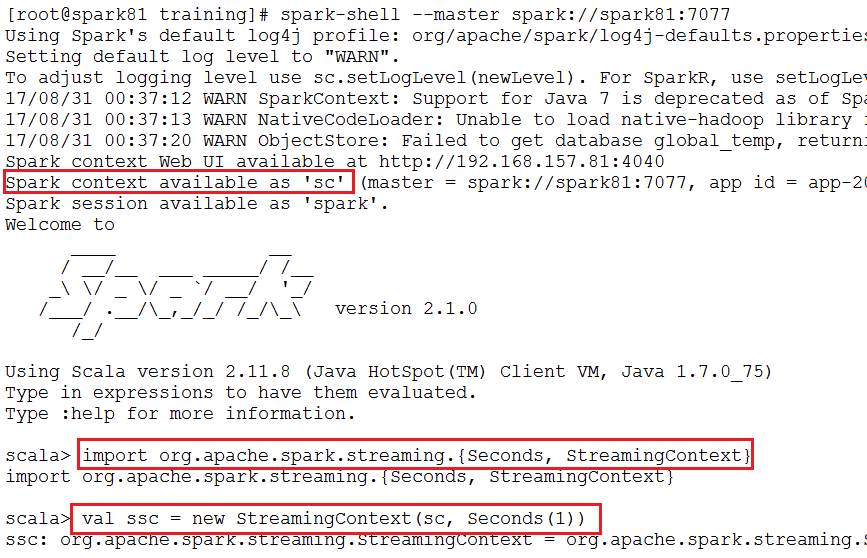 [root@spark81 training]# spark-shell --master spark://spark81:7077
Using Spark's default log4j profile: org/apache/spark/log4j-defaults.properties
Setting default log level to "WARN".
To adjust logging level use sc.setLogLevel(newLevel). For SparkR, use setLogLev
17/08/31 00:37:12 WARN SparkContext: Support for Java 7 is deprecated as of Spa
17/08/31 00:37:13 WARN NativeCodeLoader: Unable to load native-hadoop library
17/08/31 00:37:20 WARN ObjectStore: Failed to get database global_temp, returni
Spark context Web UI available at http://192.168.157.81:4040
Spark context available as 'sc' (master = spark://spark81:7077, app id = app-20
Spark session available as 'spark'.
Welcome to
      ____              __
     / __/__  ___ _____/ /__
    _\ \/ _ \/ _ `/ __/  '_/
   /___/ .__/\_,_/_/ /_/\_\   version 2.1.0
      /_/
Using Scala version 2.11.8 (Java HotSpot(TM) Client VM, Java 1.7.0_75)
Type in expressions to have them evaluated.
Type :help for more information.
scala> import org.apache.spark.streaming.{Seconds, StreamingContext}
import org.apache.spark.streaming.{Seconds, StreamingContext}
scala> val ssc = new StreamingContext(sc, Seconds(1))
ssc: org.apache.spark.streaming.StreamingContext = org.apache.spark.streaming.S